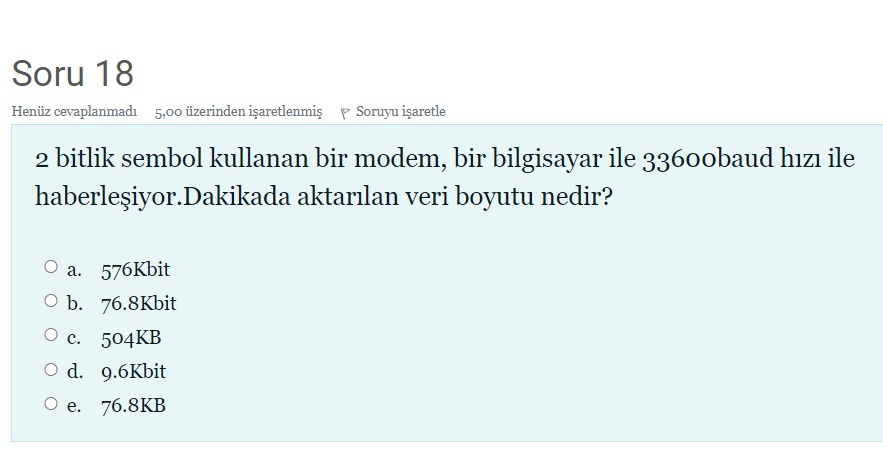 Soru 18
Henüz cevaplanmadı 5,00 üzerinden işaretlenmiş Soruyu işaretle
2 bitlik sembol kullanan bir modem, bir bilgisayar ile 33600baud hızı ile
haberleşiyor.Dakikada aktarılan veri boyutu nedir?
a. 576Kbit
b. 76.8Kbit
c. 504KB
d. 9.6Kbit
e. 76.8KB